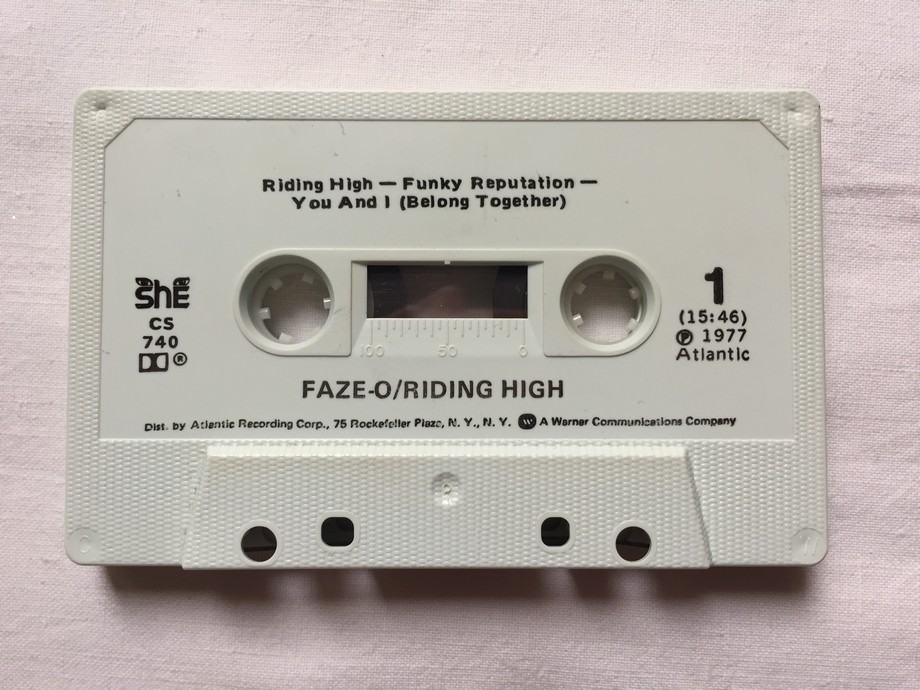 Riding High — Funky Reputation —
You And I (Belong Together)
ShE
CS
740
®
1
(15:46)
℗ 1977
Atlantic
100 50 0
FAZE-O/RIDING HIGH
Dist. by Atlantic Recording Corp., 75 Rockefeller Plaza, N. Y., N. Y. A Warner Communications Company